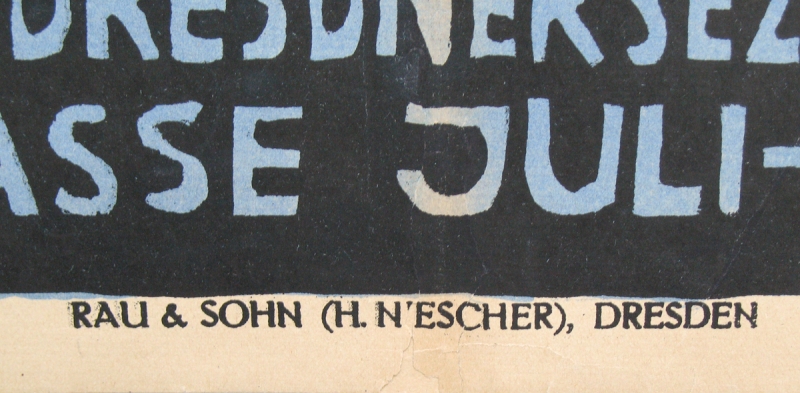 DRESDNERSEZ
ASSE JULI-
RAU & SOHN (H. N'ESCHER), DRESDEN